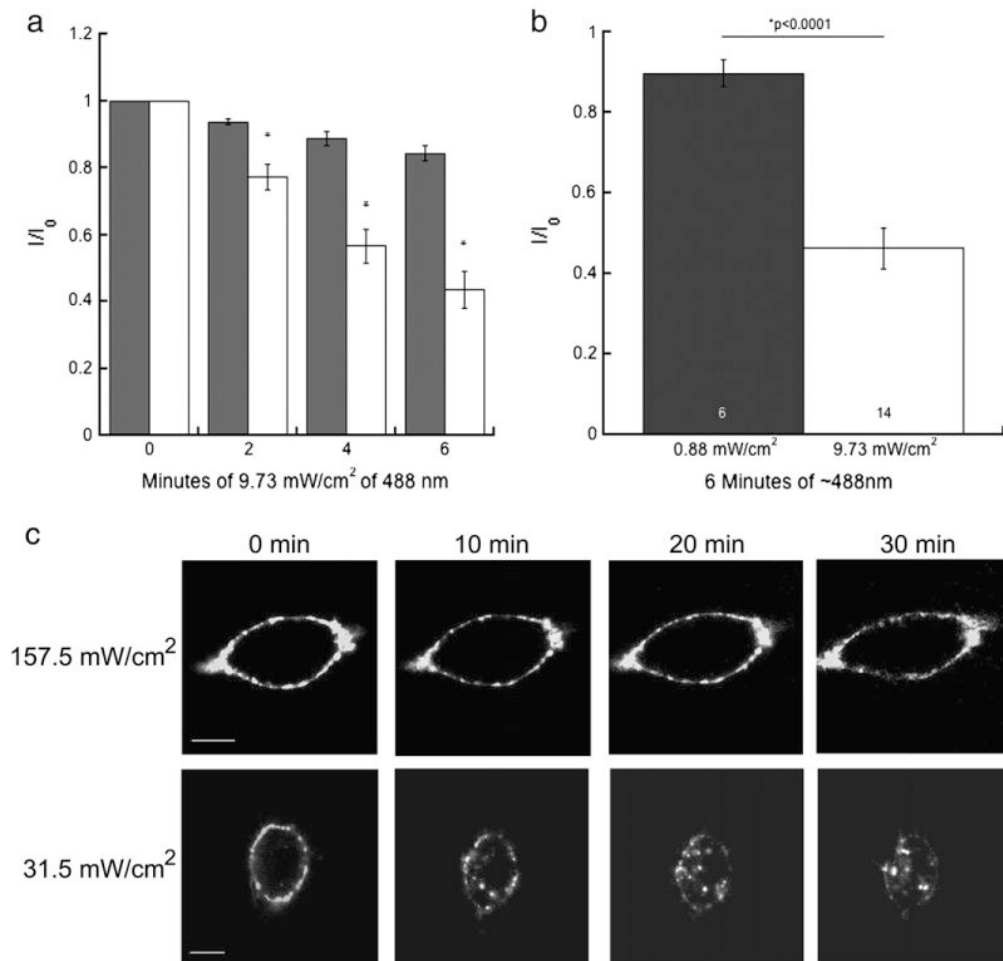 a
I/I0
1.2
1
0.8
0.6
0.4
0.2
0
*
*
*
0 2 4 6
Minutes of 9.73 mW/cm² of 488 nm
b
I/I0
1
0.8
0.6
0.4
0.2
0
*p<0.0001
6 14
0.88 mW/cm² 9.73 mW/cm²
6 Minutes of ~488nm
c
0 min 10 min 20 min 30 min
157.5 mW/cm²
31.5 mW/cm²